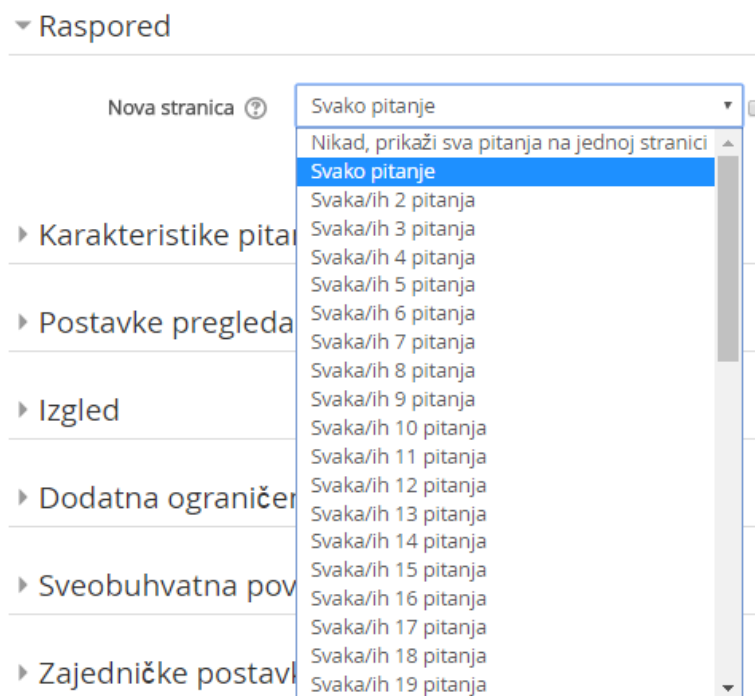 Raspored
Nova stranica
Svako pitanje
Nikad, prikaži sva pitanja na jednoj stranici
Svako pitanje
Svaka/ih 2 pitanja
Svaka/ih 3 pitanja
Svaka/ih 4 pitanja
Svaka/ih 5 pitanja
Svaka/ih 6 pitanja
Svaka/ih 7 pitanja
Svaka/ih 8 pitanja
Svaka/ih 9 pitanja
Svaka/ih 10 pitanja
Svaka/ih 11 pitanja
Svaka/ih 12 pitanja
Svaka/ih 13 pitanja
Svaka/ih 14 pitanja
Svaka/ih 15 pitanja
Svaka/ih 16 pitanja
Svaka/ih 17 pitanja
Svaka/ih 18 pitanja
Svaka/ih 19 pitanja
Karakteristike
Postavke pregleda
Izgled
Dodatna
Sveobuhvatna
Zajedničke